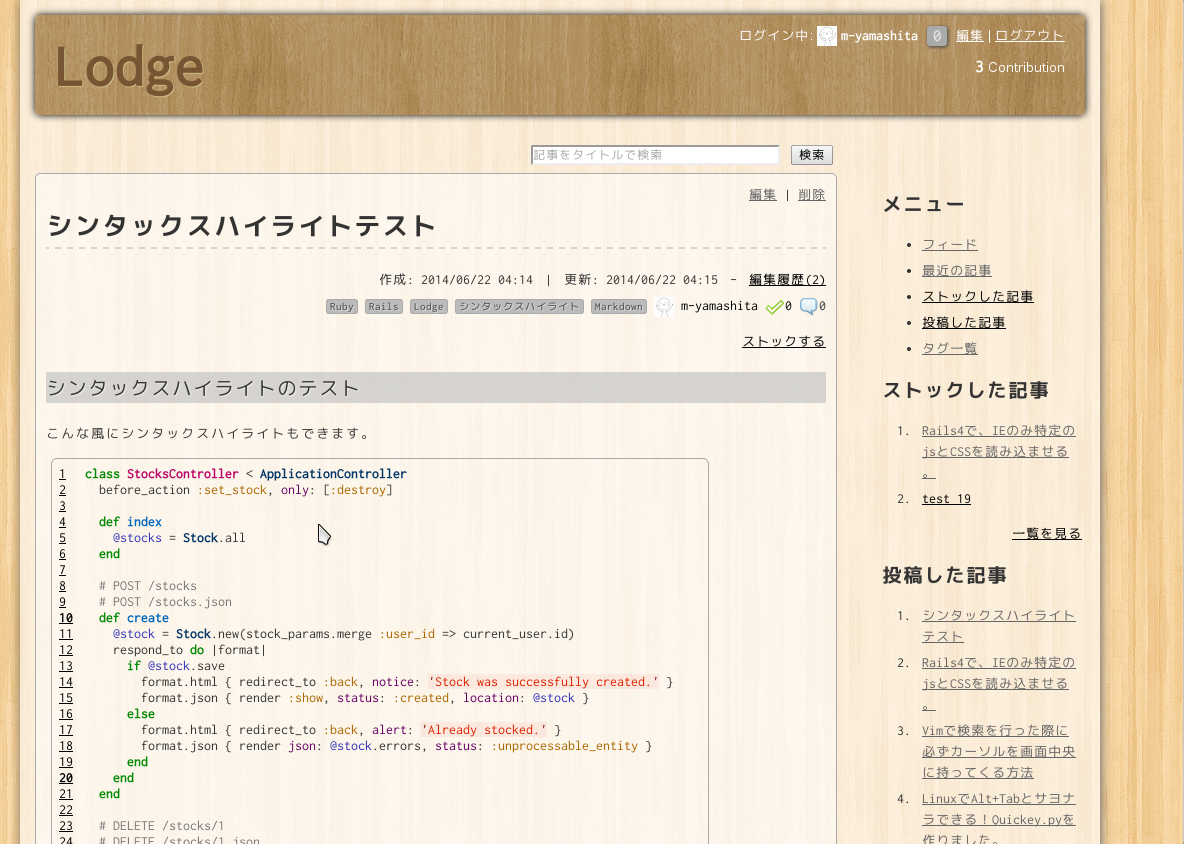 Lodge
ログイン中: m-yamashita 0 編集 | ログアウト
3 Contribution
記事をタイトルで検索 検索
編集 | 削除
シンタックスハイライトテスト
作成: 2014/06/22 04:14 | 更新: 2014/06/22 04:15 - 編集履歴(2)
Ruby Rails Lodge シンタックスハイライト Markdown m-yamashita 0 0
ストックする
シンタックスハイライトのテスト
こんな風にシンタックスハイライトもできます。
1 class StocksController < ApplicationController
2 before_action :set_stock, only: [:destroy]
3
4 def index
5 @stocks = Stock.all
6 end
7
8 # POST /stocks
9 # POST /stocks.json
10 def create
11 @stock = Stock.new(stock_params.merge :user_id => current_user.id)
12 respond_to do |format|
13 if @stock.save
14 format.html { redirect_to :back, notice: 'Stock was successfully created.' }
15 format.json { render :show, status: :created, location: @stock }
16 else
17 format.html { redirect_to :back, alert: 'Already stocked.' }
18 format.json { render json: @stock.errors, status: :unprocessable_entity }
19 end
20 end
21 end
22
23 # DELETE /stocks/1
24 # DELETE /stocks/1.json
メニュー
フィード
最近の記事
ストックした記事
投稿した記事
タグ一覧
ストックした記事
1. Rails4で、IEのみ特定の
jsとCSSを読み込ませる
。
2. test 19
一覧を見る
投稿した記事
1. シンタックスハイライト
テスト
2. Rails4で、IEのみ特定の
jsとCSSを読み込ませる
。
3. Vimで検索を行った際に
必ずカーソルを画面中央
に持ってくる方法
4. LinuxでAlt+Tabとサヨナ
ラできる！Quickey.pyを
作りました。